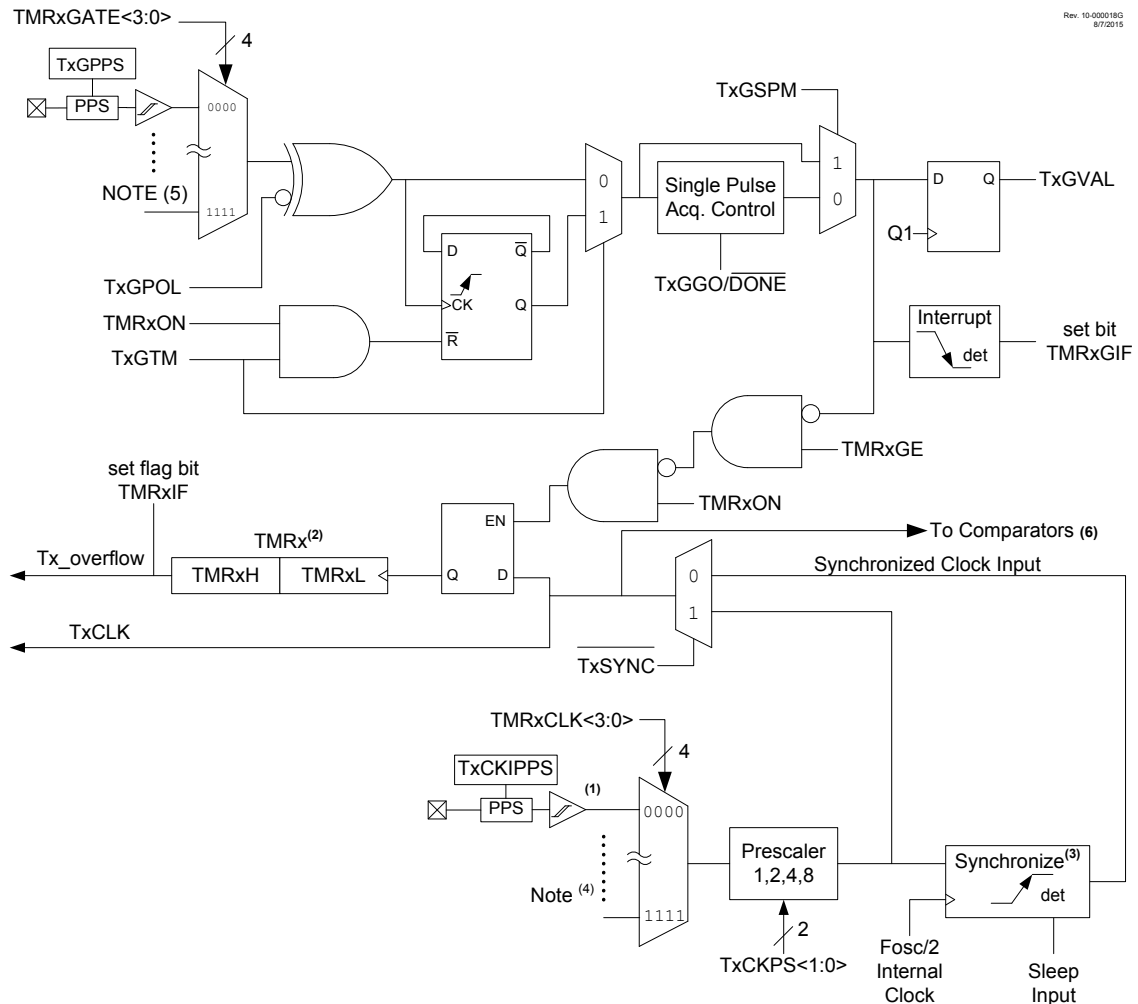 Rev. 10-000018G
8/7/2015
TMRxGATE<3:0>
4
TxGPPS
PPS
0000
NOTE (5)
1111
TxGPOL
TMRxON
TxGTM
D
Q
CK
Q
R
0
1
Single Pulse
Acq. Control
TxGGO/DONE
TxGSPM
1
0
D
Q
Q1
TxGVAL
Interrupt
det
set bit
TMRxGIF
TMRxGE
TMRxON
set flag bit
TMRxIF
Tx_overflow
TMRx(2)
TMRxH
TMRxL
EN
Q
D
To Comparators (6)
Synchronized Clock Input
0
1
TxCLK
TxSYNC
TMRxCLK<3:0>
4
TxCKIPPS
PPS
(1)
0000
Note (4)
1111
Prescaler
1,2,4,8
2
TxCKPS<1:0>
Synchronize(3)
det
Fosc/2
Internal
Clock
Sleep
Input